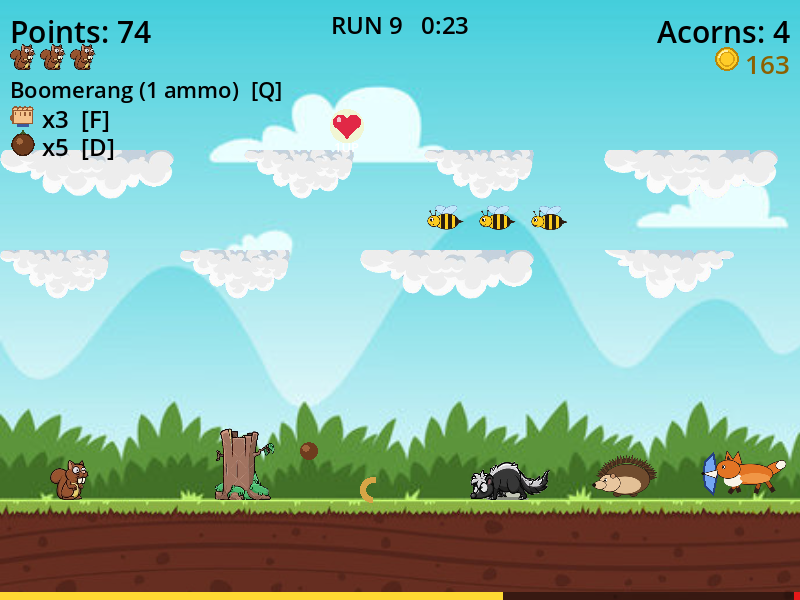 Points: 74
RUN 9 0:23
Acorns: 4
163
Boomerang (1 ammo) [Q]
x3 [F]
x5 [D]